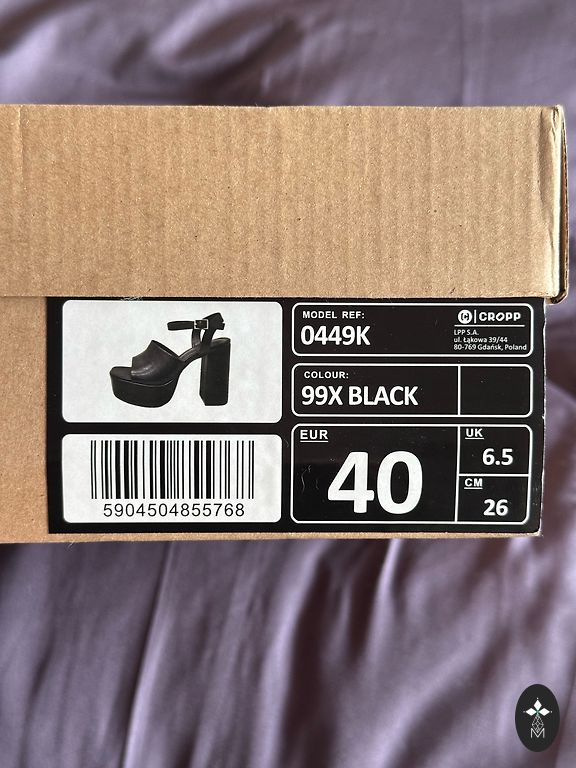 MODEL REF:
0449K
CROPP
LPP S.A.
ul. Łąkowa 39/44
80-769 Gdańsk, Poland
COLOUR:
99X BLACK
EUR
40
UK
6.5
CM
26
5904504855768
M